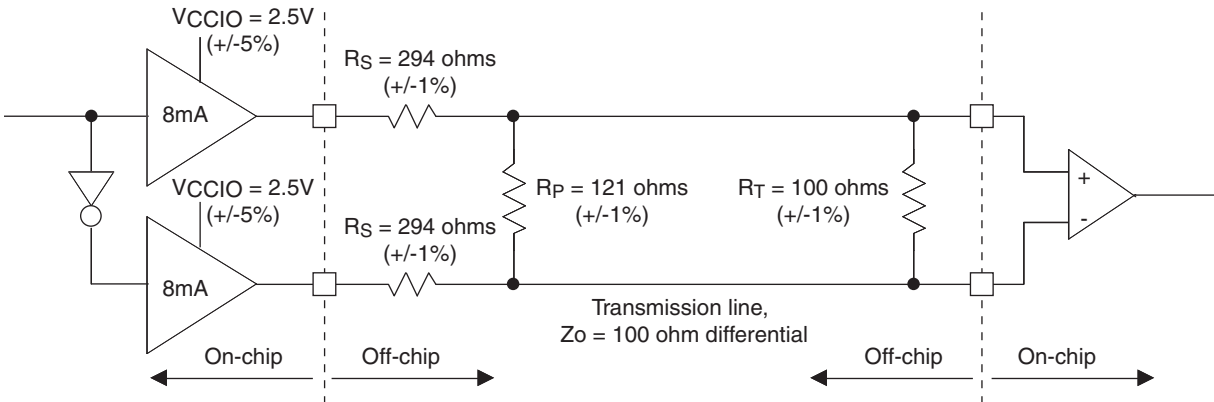 VCCIO = 2.5V
(+/-5%)
8mA
RS = 294 ohms
(+/-1%)
VCCIO = 2.5V
(+/-5%)
8mA
RS = 294 ohms
(+/-1%)
RP = 121 ohms
(+/-1%)
RT = 100 ohms
(+/-1%)
+
-
Transmission line,
Zo = 100 ohm differential
On-chip
Off-chip
Off-chip
On-chip